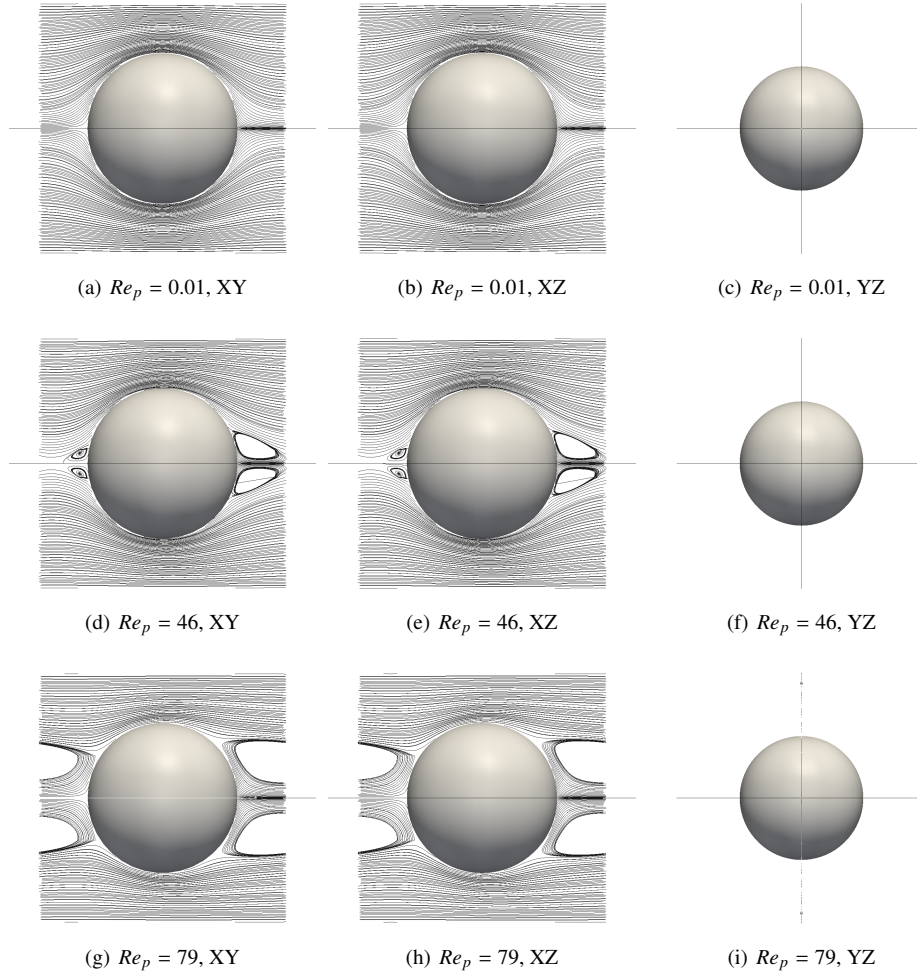 (a) Re_p = 0.01, XY
(b) Re_p = 0.01, XZ
(c) Re_p = 0.01, YZ
(d) Re_p = 46, XY
(e) Re_p = 46, XZ
(f) Re_p = 46, YZ
(g) Re_p = 79, XY
(h) Re_p = 79, XZ
(i) Re_p = 79, YZ